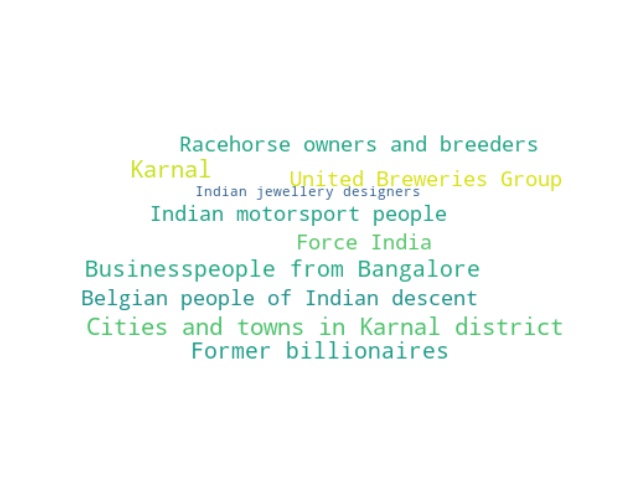 Racehorse owners and breeders
Karnal
United Breweries Group
Indian jewellery designers
Indian motorsport people
Force India
Businesspeople from Bangalore
Belgian people of Indian descent
Cities and towns in Karnal district
Former billionaires